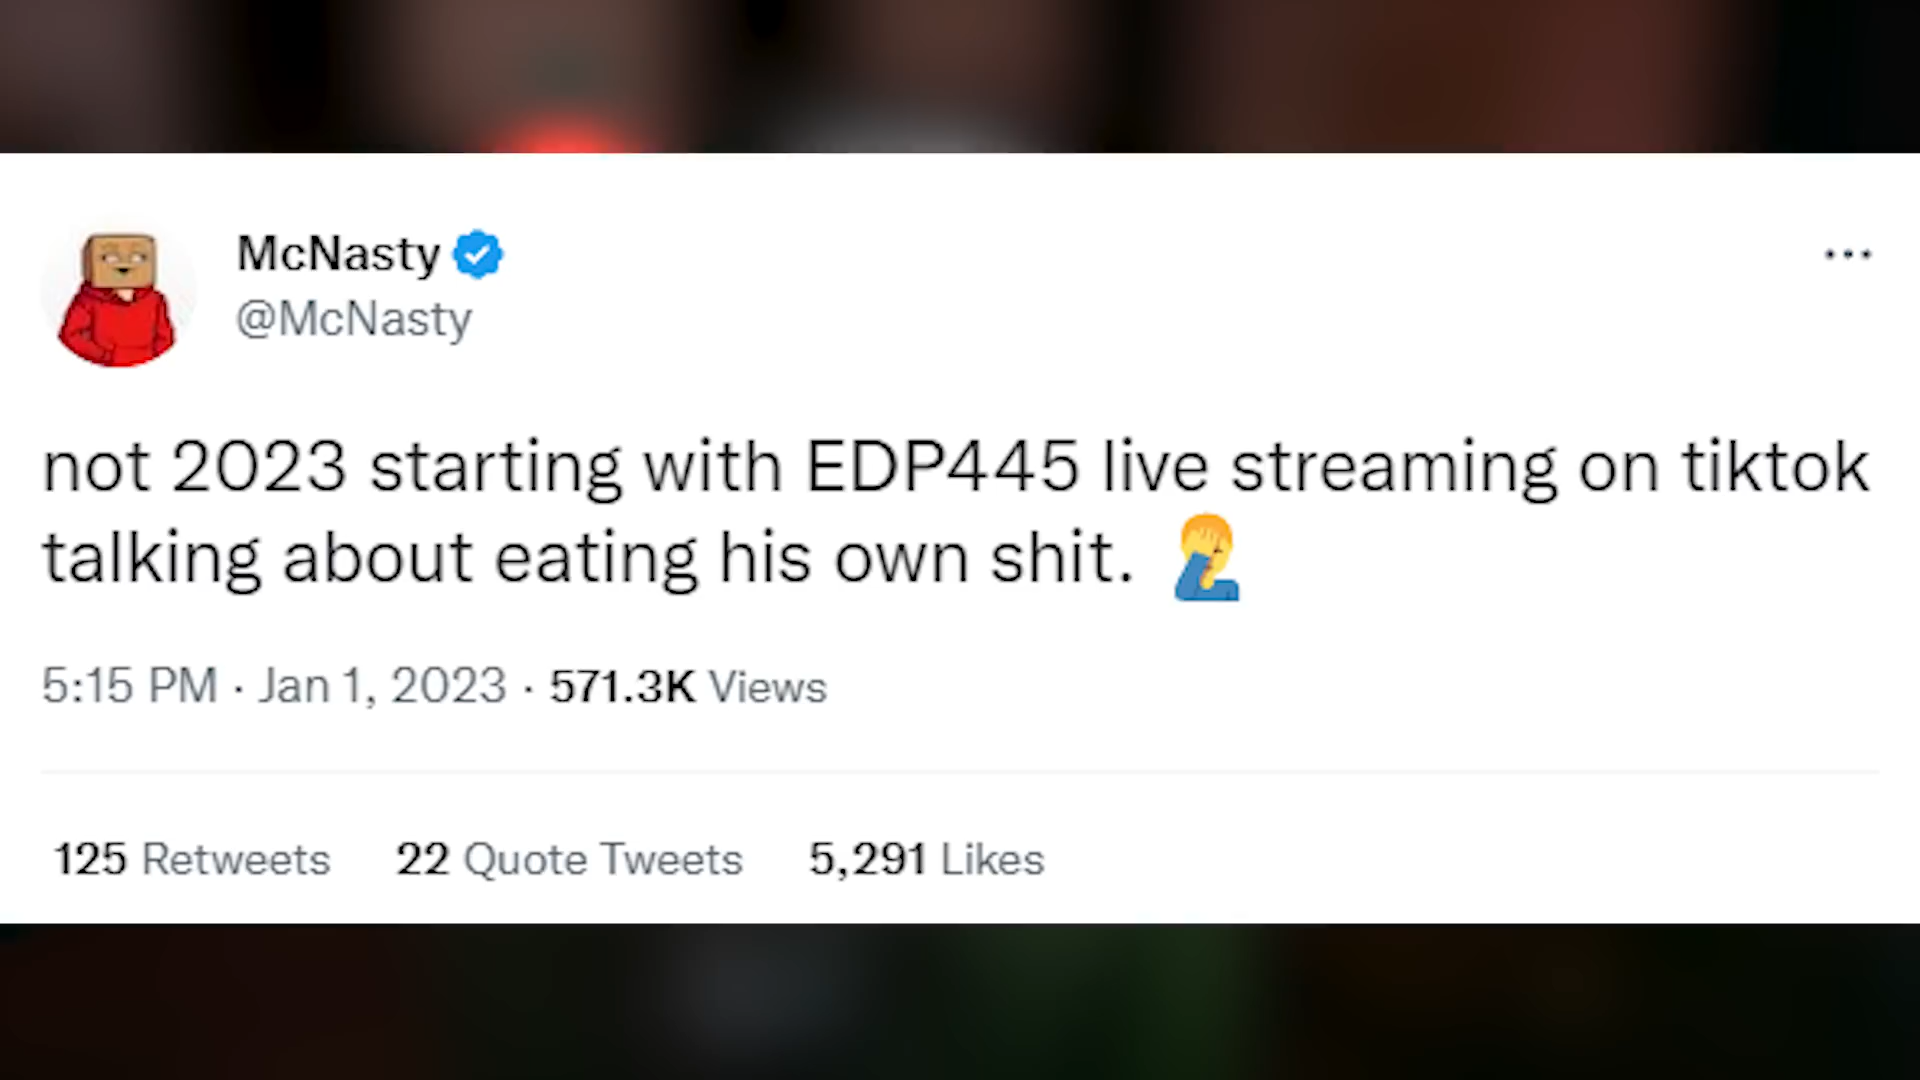 McNasty
@McNasty
not 2023 starting with EDP445 live streaming on tiktok
talking about eating his own shit. 🤦‍♂️
5:15 PM · Jan 1, 2023 · 571.3K Views
125 Retweets 22 Quote Tweets 5,291 Likes